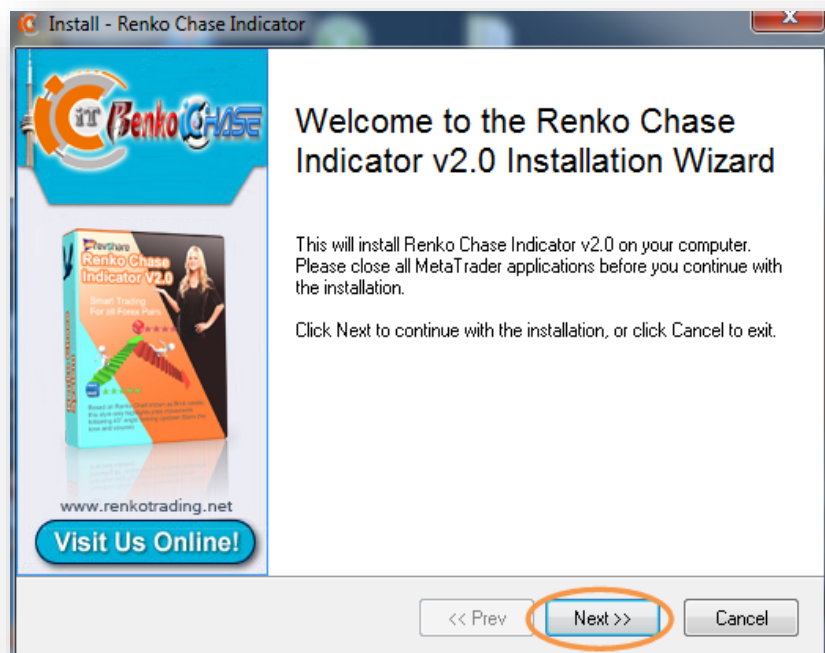 Install - Renko Chase Indicator
X
iT Renko CHASE
Welcome to the Renko Chase
Indicator v2.0 Installation Wizard
This will install Renko Chase Indicator v2.0 on your computer.
Please close all MetaTrader applications before you continue with
the installation.
Click Next to continue with the installation, or click Cancel to exit.
Renko Chase
Indicator V2.0
Smart Trading
For all Forex Pairs
www.renkotrading.net
Visit Us Online!
<< Prev
Next >>
Cancel